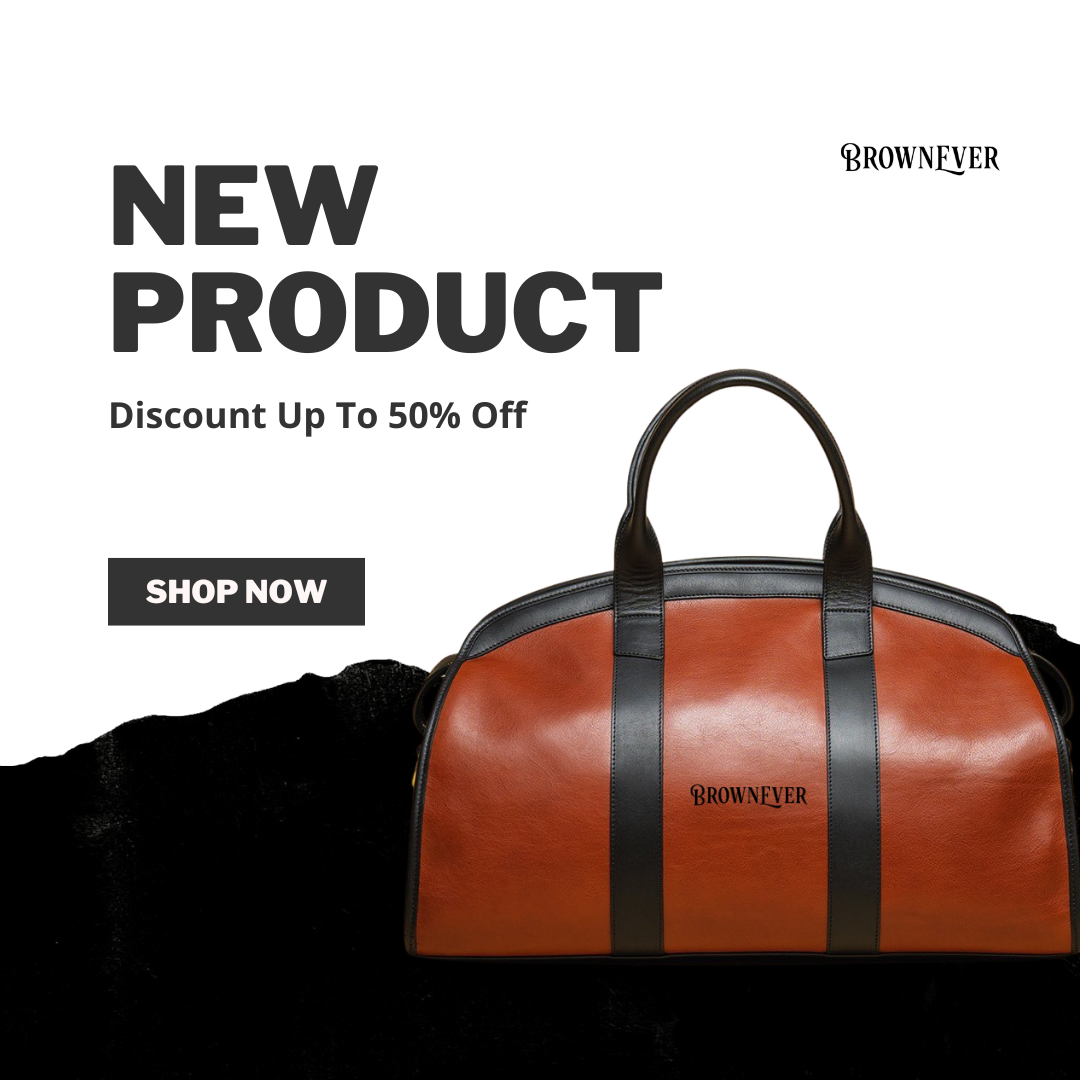 BROWNEVER
NEW
PRODUCT
Discount Up To 50% Off
SHOP NOW
BROWNEVER